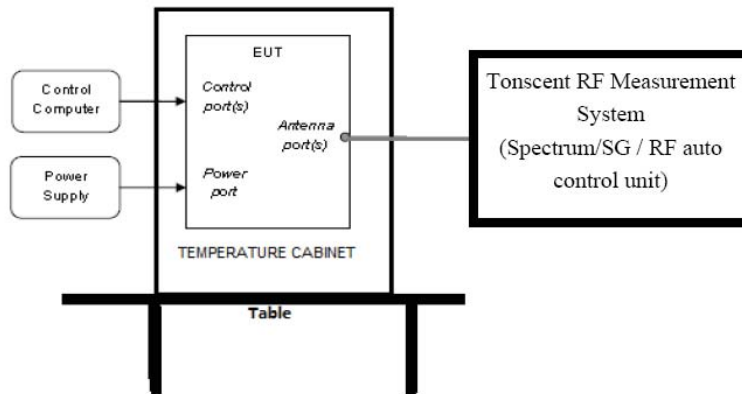 EUT
Control
Computer
Control
port(s)
Antenna
port(s)
Power
Supply
Power
port
TEMPERATURE CABINET
Table
Tonscent RF Measurement
System
(Spectrum/SG / RF auto
control unit)